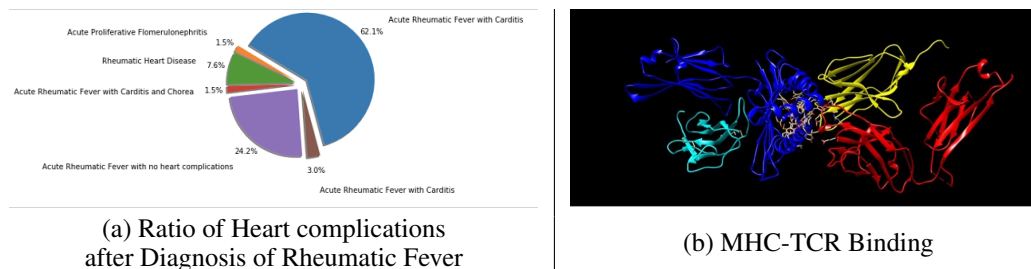 Acute Rheumatic Fever with Carditis
62.1%
Acute Proliferative Flomerulonephritis
1.5%
Rheumatic Heart Disease
7.6%
Acute Rheumatic Fever with Carditis and Chorea
1.5%
24.2%
Acute Rheumatic Fever with no heart complications
3.0%
Acute Rheumatic Fever with Carditis
(a) Ratio of Heart complications
after Diagnosis of Rheumatic Fever
(b) MHC-TCR Binding